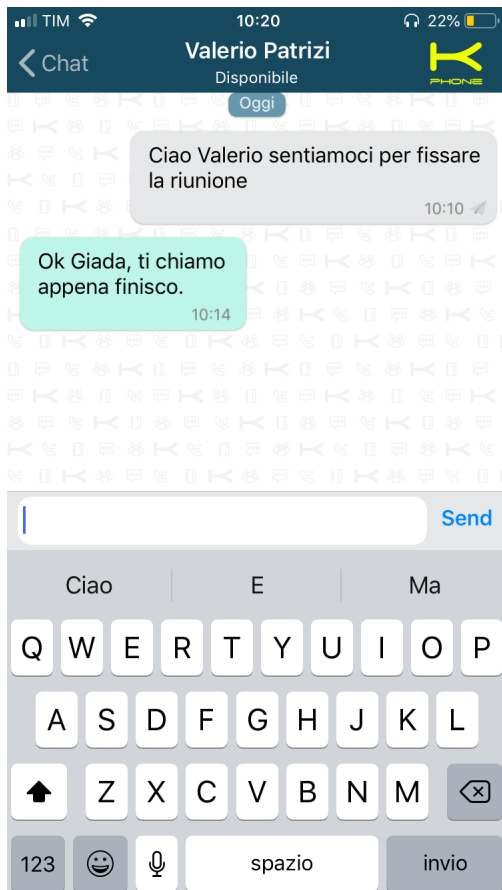 TIM 10:20 22%
Chat Valerio Patrizi
Disponibile
K PHONE
Oggi
Ciao Valerio sentiamoci per fissare
la riunione
10:10
Ok Giada, ti chiamo
appena finisco.
10:14
Send
Ciao E Ma
Q W E R T Y U I O P
A S D F G H J K L
Z X C V B N M
123 spazio invio